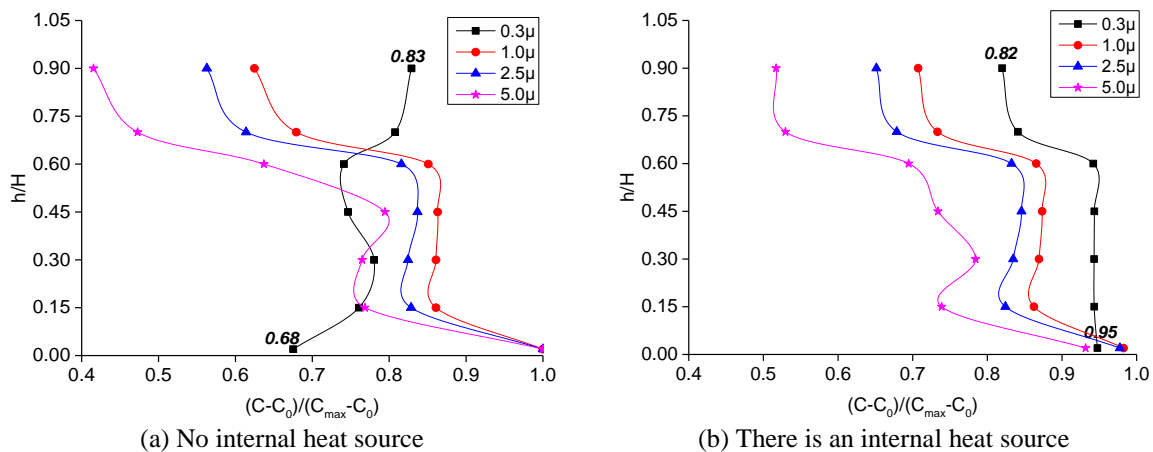 1.05
0.90
0.75
0.60
0.45
0.30
0.15
0.00
h/H
0.83
0.68
0.3μ
1.0μ
2.5μ
5.0μ
0.4 0.5 0.6 0.7 0.8 0.9 1.0
(C-C₀)/(Cmax-C₀)
(a) No internal heat source
1.05
0.90
0.75
0.60
0.45
0.30
0.15
0.00
h/H
0.82
0.95
0.3μ
1.0μ
2.5μ
5.0μ
0.4 0.5 0.6 0.7 0.8 0.9 1.0
(C-C₀)/(Cmax-C₀)
(b) There is an internal heat source